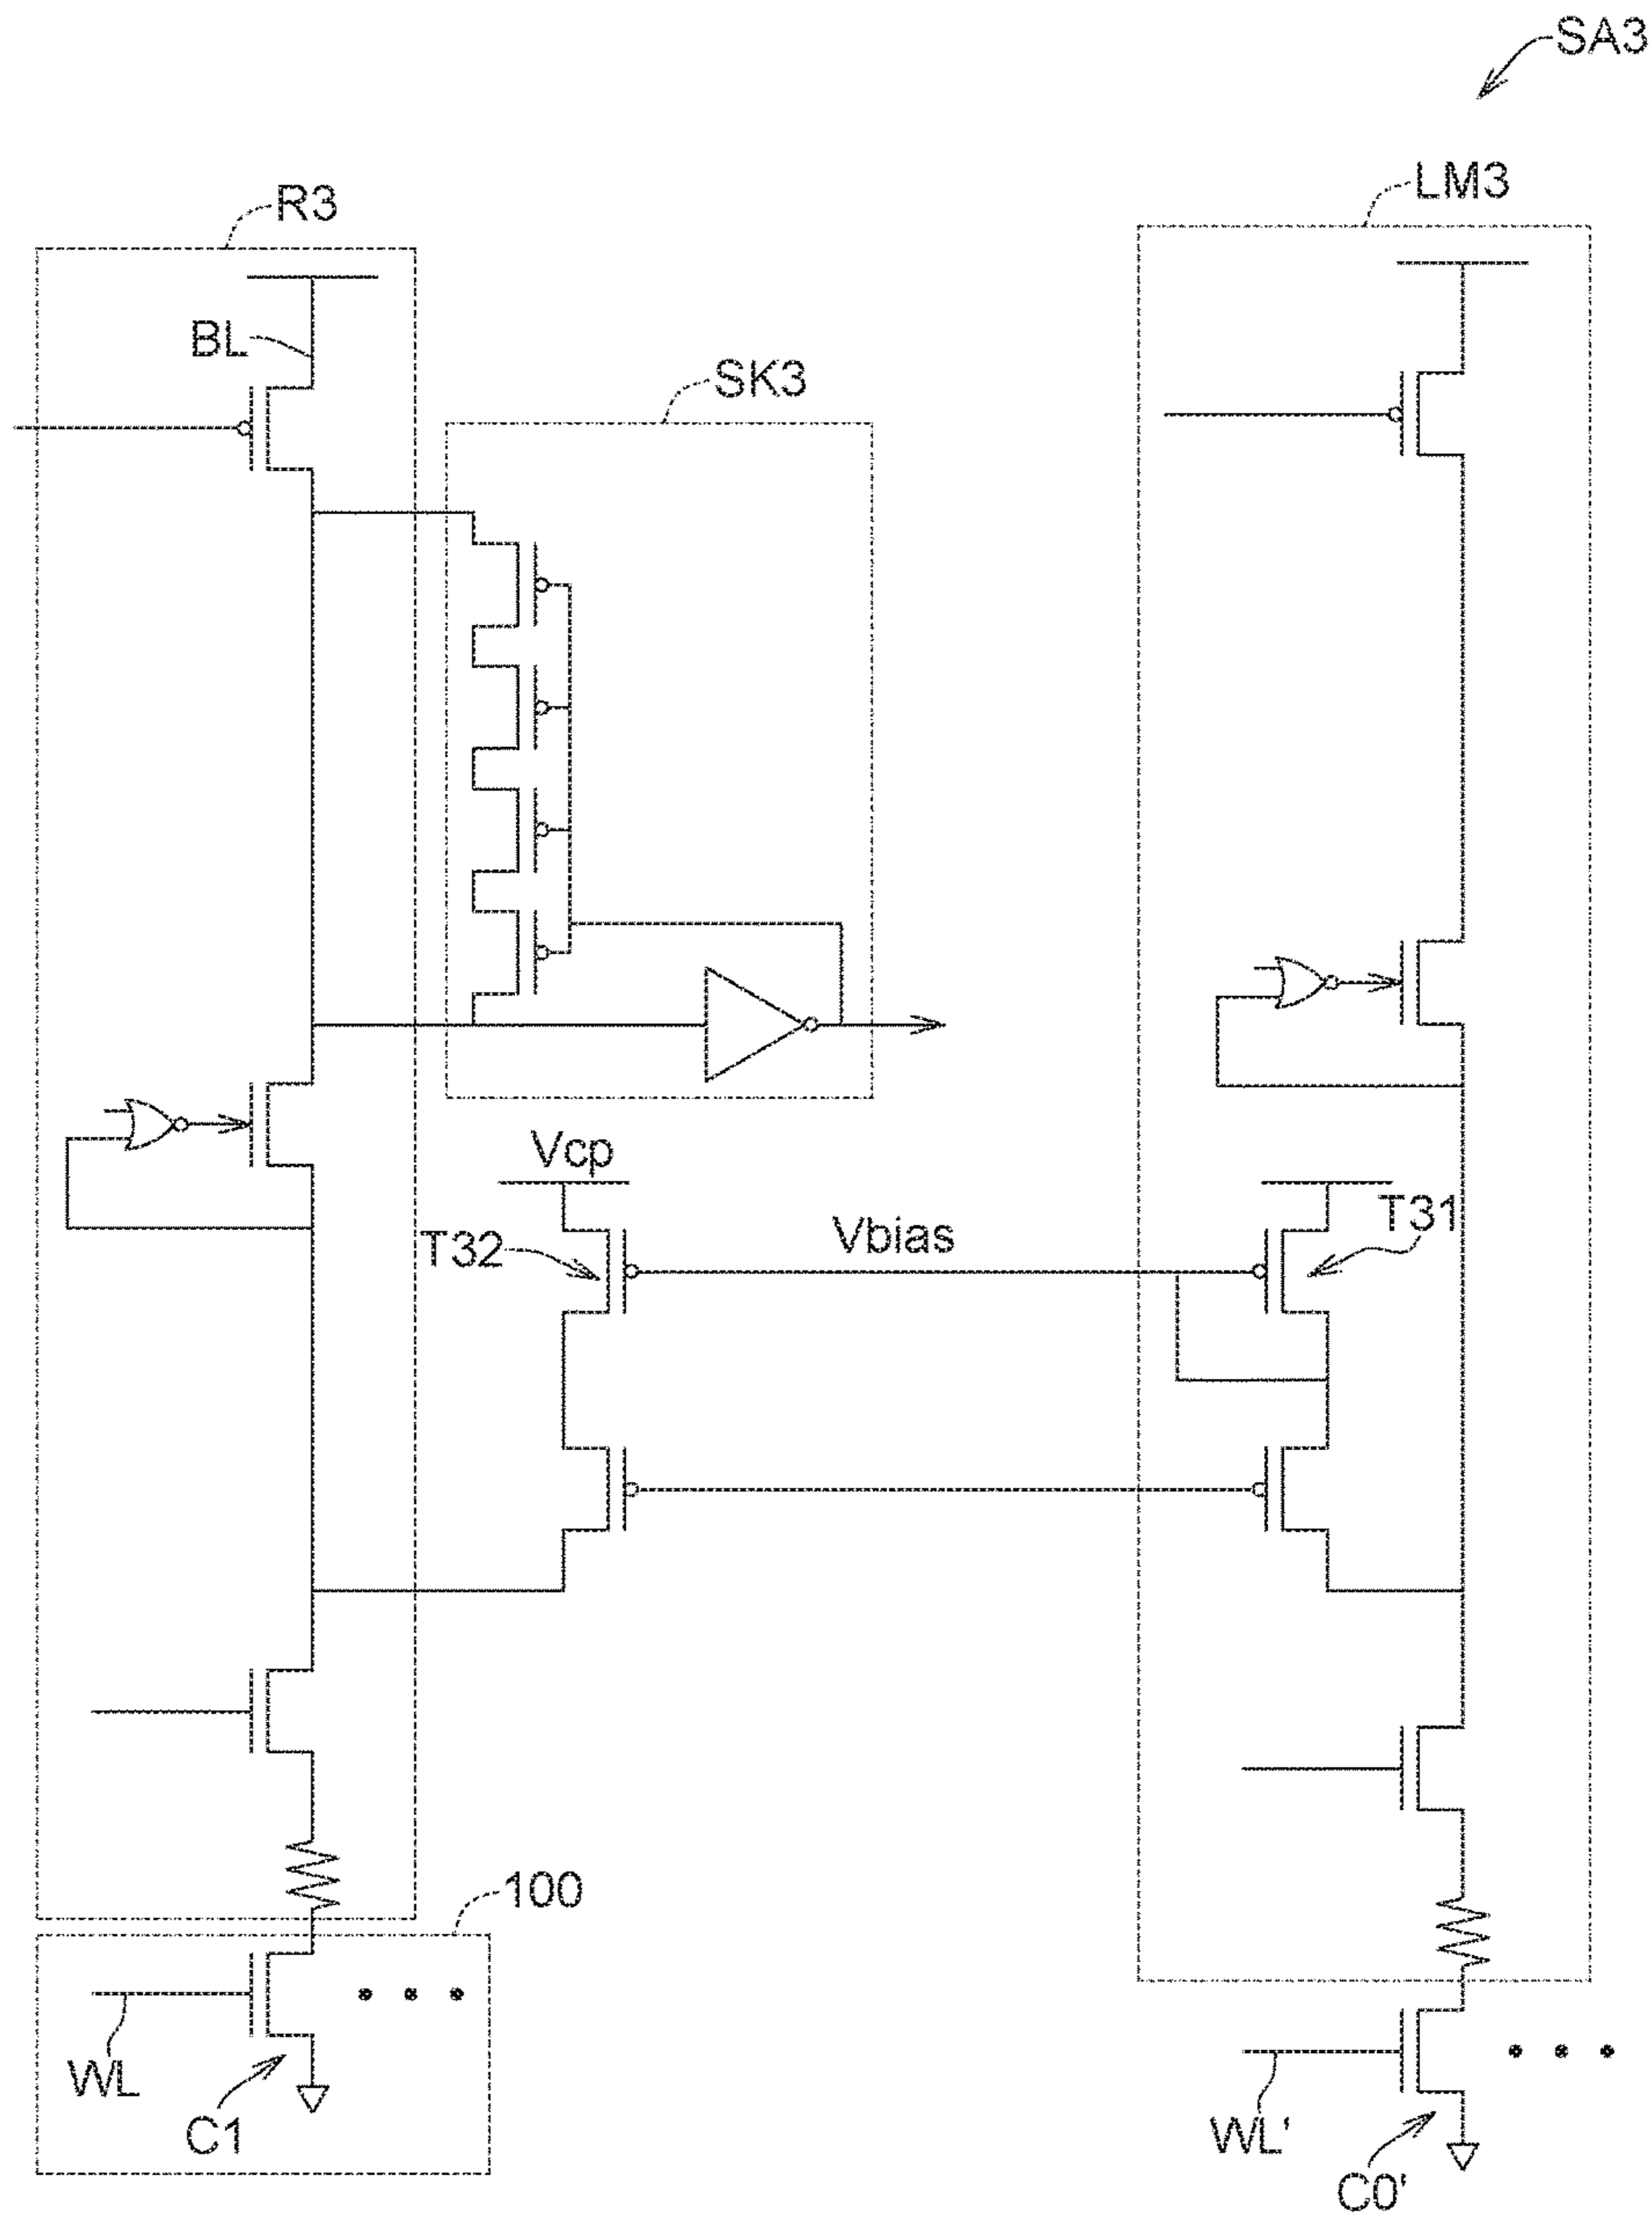 SA3
LM3
R3
BL
SK3
Vcp
T32
Vbias
T31
100
WL
C1
WL'
C0'